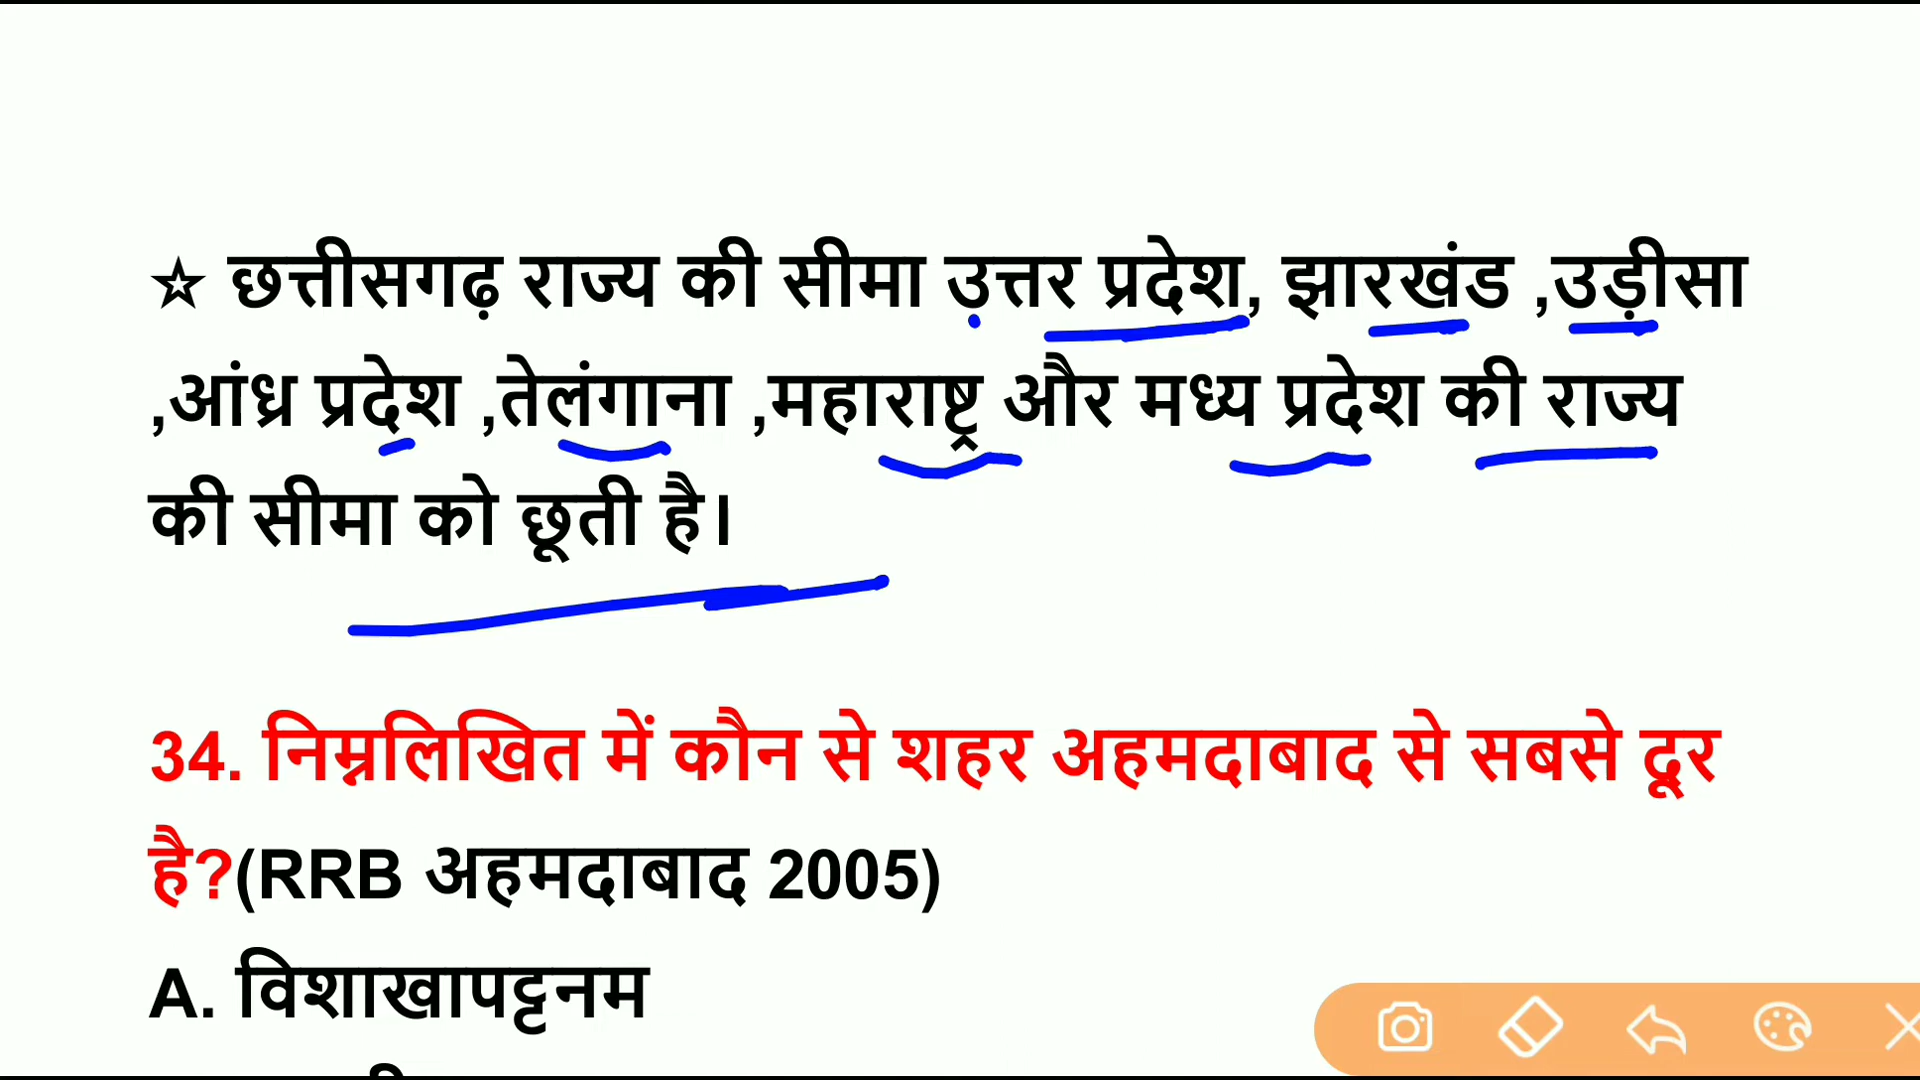 ☆ छत्तीसगढ़ राज्य की सीमा उत्तर प्रदेश, झारखंड ,उड़ीसा
,आंध्र प्रदेश ,तेलंगाना ,महाराष्ट्र और मध्य प्रदेश की राज्य
की सीमा को छूती है।
34. निम्नलिखित में कौन से शहर अहमदाबाद से सबसे दूर
है?(RRB अहमदाबाद 2005)
A. विशाखापट्टनम